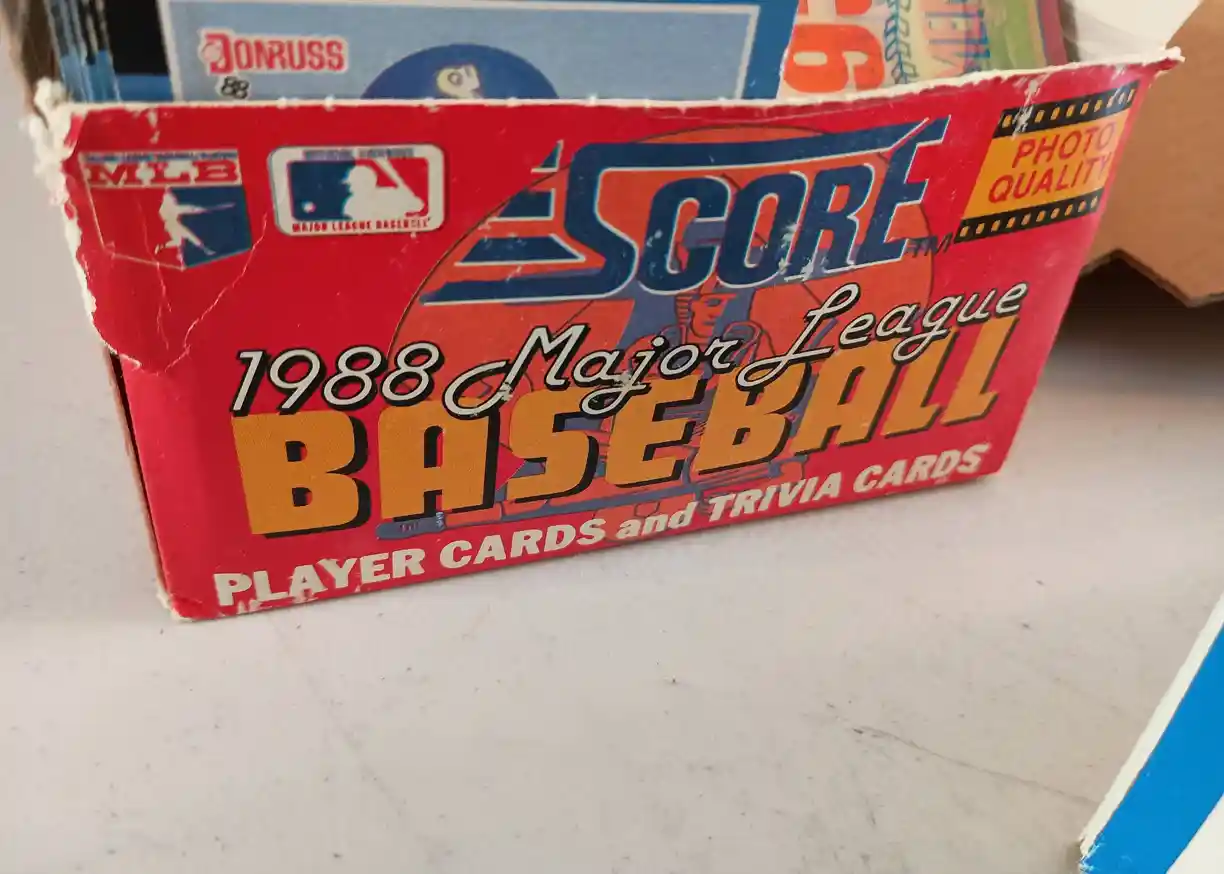 DONRUSS
88
MLB
MAJOR LEAGUE BASEBALL
SCORE
TM
PHOTO
QUALITY
1988 Major League
BASEBALL
PLAYER CARDS and TRIVIA CARDS